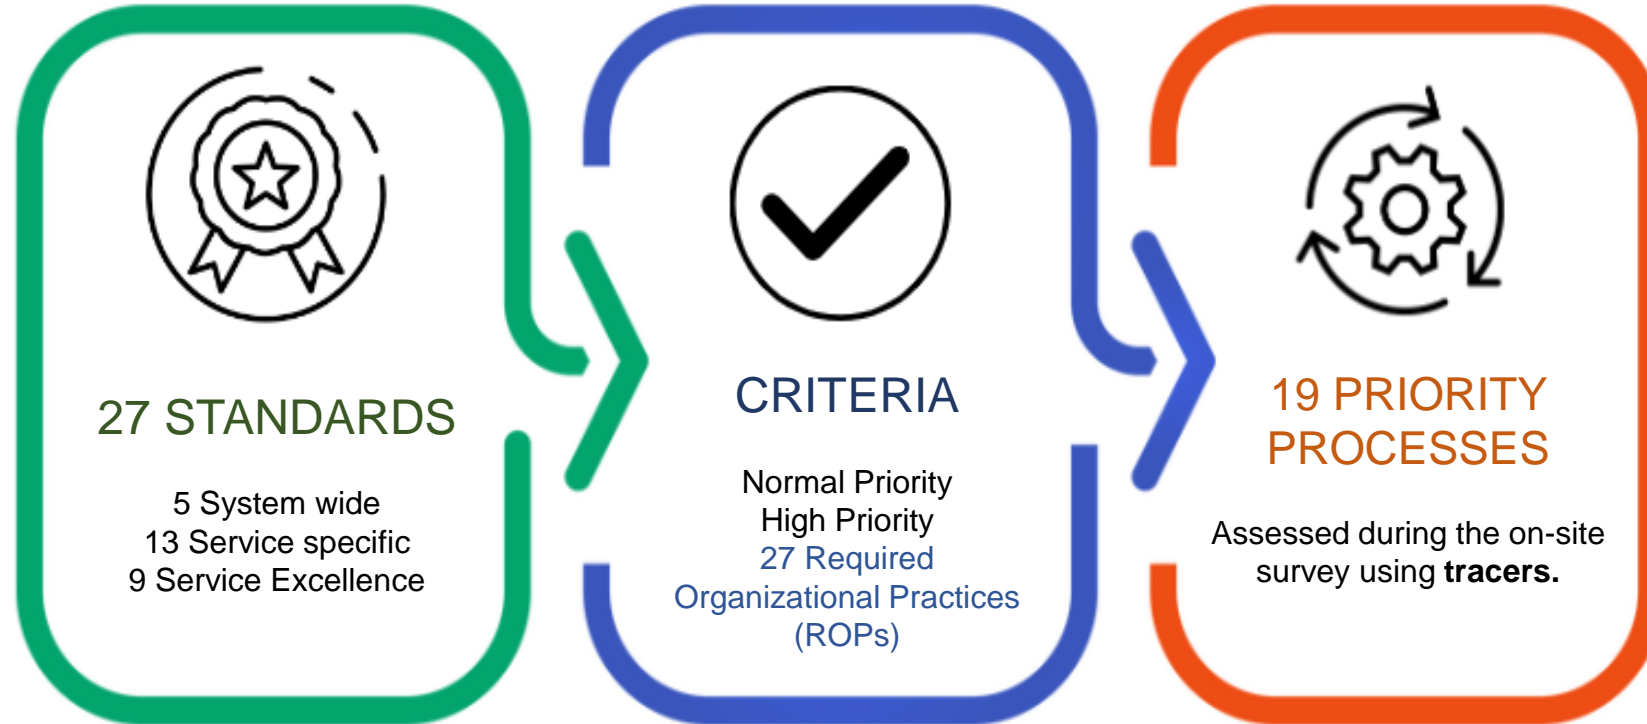 27 STANDARDS
5 System wide
13 Service specific
9 Service Excellence
CRITERIA
Normal Priority
High Priority
27 Required
Organizational Practices
(ROPs)
19 PRIORITY
PROCESSES
Assessed during the on-site
survey using tracers.